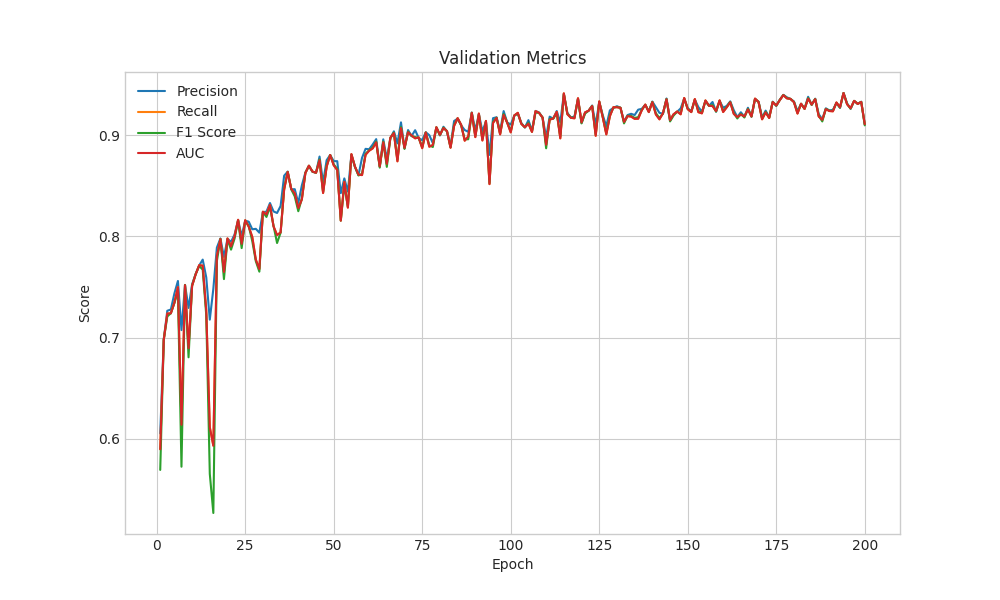 Validation Metrics
Precision
Recall
F1 Score
AUC
0.9
0.8
0.7
0.6
Score
0 25 50 75 100 125 150 175 200
Epoch